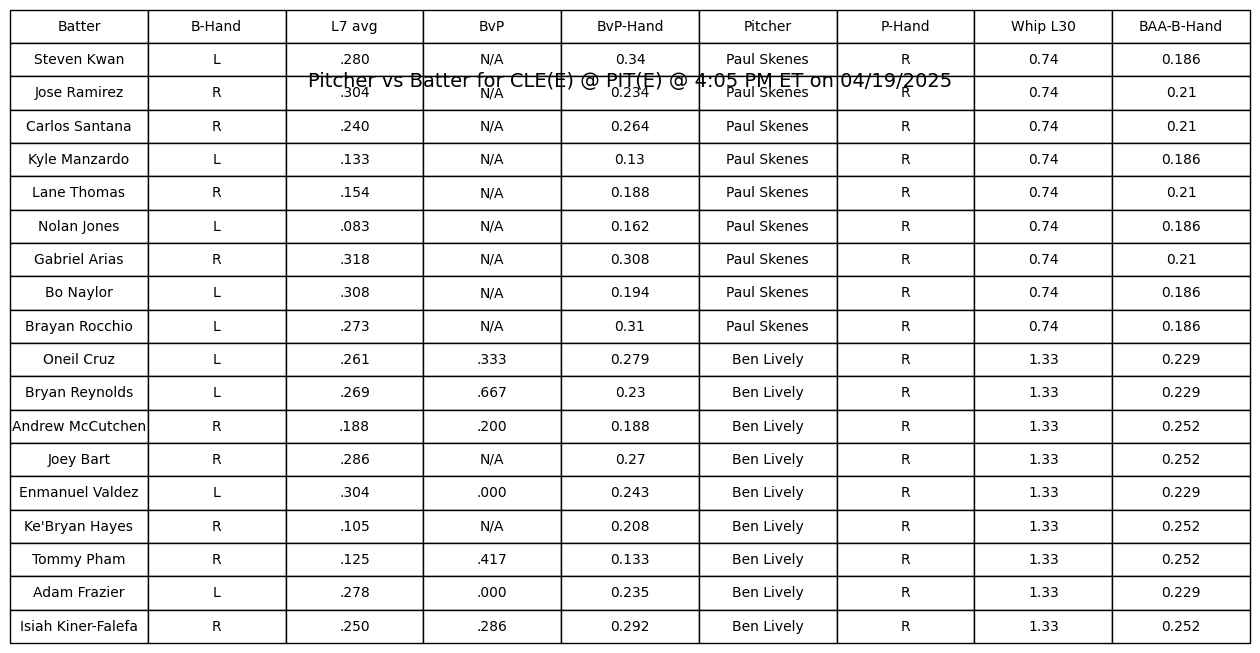 Batter B-Hand L7 avg BvP BvP-Hand Pitcher P-Hand Whip L30 BAA-B-Hand
Steven Kwan L .280 N/A 0.34 Paul Skenes R 0.74 0.186
Pitcher vs Batter for CLE(E) @ PIT(E) @ 4:05 PM ET on 04/19/2025
Jose Ramirez R .304 N/A 0.234 Paul Skenes R 0.74 0.21
Carlos Santana R .240 N/A 0.264 Paul Skenes R 0.74 0.21
Kyle Manzardo L .133 N/A 0.13 Paul Skenes R 0.74 0.186
Lane Thomas R .154 N/A 0.188 Paul Skenes R 0.74 0.21
Nolan Jones L .083 N/A 0.162 Paul Skenes R 0.74 0.186
Gabriel Arias R .318 N/A 0.308 Paul Skenes R 0.74 0.21
Bo Naylor L .308 N/A 0.194 Paul Skenes R 0.74 0.186
Brayan Rocchio L .273 N/A 0.31 Paul Skenes R 0.74 0.186
Oneil Cruz L .261 .333 0.279 Ben Lively R 1.33 0.229
Bryan Reynolds L .269 .667 0.23 Ben Lively R 1.33 0.229
Andrew McCutchen R .188 .200 0.188 Ben Lively R 1.33 0.252
Joey Bart R .286 N/A 0.27 Ben Lively R 1.33 0.252
Enmanuel Valdez L .304 .000 0.243 Ben Lively R 1.33 0.229
Ke'Bryan Hayes R .105 N/A 0.208 Ben Lively R 1.33 0.252
Tommy Pham R .125 .417 0.133 Ben Lively R 1.33 0.252
Adam Frazier L .278 .000 0.235 Ben Lively R 1.33 0.229
Isiah Kiner-Falefa R .250 .286 0.292 Ben Lively R 1.33 0.252